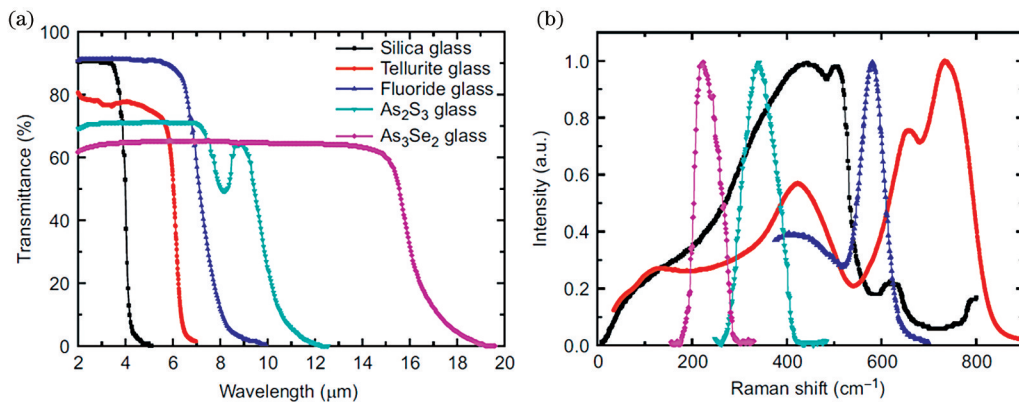 (a)
100
80
60
40
20
0
Transmittance (%)
Silica glass
Tellurite glass
Fluoride glass
As₂S₃ glass
As₃Se₂ glass
2 4 6 8 10 12 14 16 18 20
Wavelength (μm)
(b)
1.0
0.8
0.6
0.4
0.2
0.0
Intensity (a.u.)
0 200 400 600 800
Raman shift (cm⁻¹)